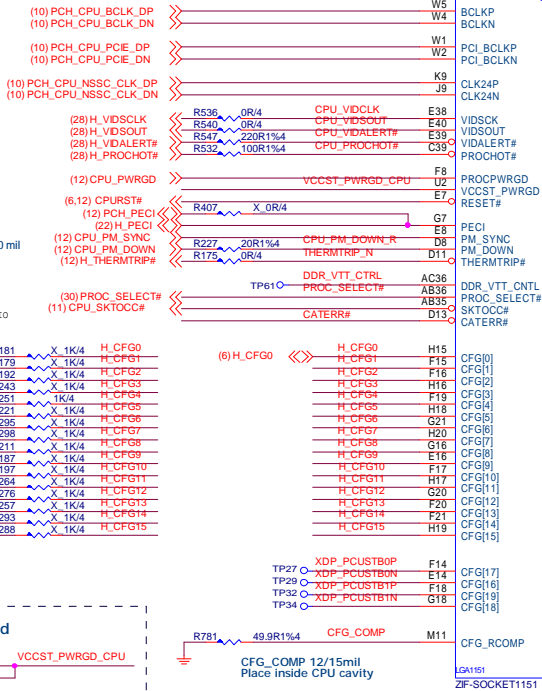 (10) PCH_CPU_BCLK_DP W5 BCLKP
(10) PCH_CPU_BCLK_DN W4 BCLKN
(10) PCH_CPU_PCIE_DP W1 PCI_BCLKP
(10) PCH_CPU_PCIE_DN W2 PCI_BCLKN
(10) PCH_CPU_NSSC_CLK_DP K9 CLK24P
(10) PCH_CPU_NSSC_CLK_DN J9 CLK24N
(28) H_VIDSCLK R536 0R/4 CPU_VIDCLK E38 VIDSCK
(28) H_VIDSOUT R540 0R/4 CPU_VIDSOUT E40 VIDSOUT
(28) H_VIDALERT# R547 220R1%4 CPU_VIDALERT# E39 VIDALERT#
(28) H_PROCHOT# R532 100R1%4 CPU_PROCHOT# C39 PROCHOT#
(12) CPU_PWRGD F8 PROCPWRGD
VCCST_PWRGD_CPU U2 VCCST_PWRGD
(6,12) CPURST# E7 RESET#
(12) PCH_PECI R407 X_0R/4
(22) H_PECI G7 PECI
(12) CPU_PM_SYNC E8 PM_SYNC
0 mil
(12) CPU_PM_DOWN R227 20R1%4 CPU_PM_DOWN_R D8 PM_DOWN
(12) H_THERMTRIP# R175 0R/4 THERMTRIP_N D11 THERMTRIP#
TP61 DDR_VTT_CTRL AC36 DDR_VTT_CNTL
(30) PROC_SELECT# PROC_SELECT# AB36 PROC_SELECT#
(11) CPU_SKTOCC# AB35 SKTOCC#
to
CATERR# D13 CATERR#
181 X_1K/4 H_CFG0 (6) H_CFG0 H15 CFG[0]
179 X_1K/4 H_CFG1 H_CFG1 F15 CFG[1]
192 X_1K/4 H_CFG2 H_CFG2 F16 CFG[2]
243 X_1K/4 H_CFG3 H_CFG3 H16 CFG[3]
251 1K/4 H_CFG4 H_CFG4 F19 CFG[4]
221 X_1K/4 H_CFG5 H_CFG5 H18 CFG[5]
295 X_1K/4 H_CFG6 H_CFG6 G21 CFG[6]
298 X_1K/4 H_CFG7 H_CFG7 H20 CFG[7]
211 X_1K/4 H_CFG8 H_CFG8 G16 CFG[8]
187 X_1K/4 H_CFG9 H_CFG9 E16 CFG[9]
197 X_1K/4 H_CFG10 H_CFG10 F17 CFG[10]
264 X_1K/4 H_CFG11 H_CFG11 H17 CFG[11]
276 X_1K/4 H_CFG12 H_CFG12 G20 CFG[12]
257 X_1K/4 H_CFG13 H_CFG13 F20 CFG[13]
293 X_1K/4 H_CFG14 H_CFG14 F21 CFG[14]
288 X_1K/4 H_CFG15 H_CFG15 H19 CFG[15]
TP27 XDP_PCUSTB0P F14 CFG[17]
TP29 XDP_PCUSTB0N E14 CFG[16]
TP32 XDP_PCUSTB1P F18 CFG[19]
TP34 XDP_PCUSTB1N G18 CFG[18]
d
R781 49.9R1%4 CFG_COMP M11 CFG_RCOMP
VCCST_PWRGD_CPU
CFG_COMP 12/15mil
Place inside CPU cavity
LGA1151
ZIF-SOCKET1151